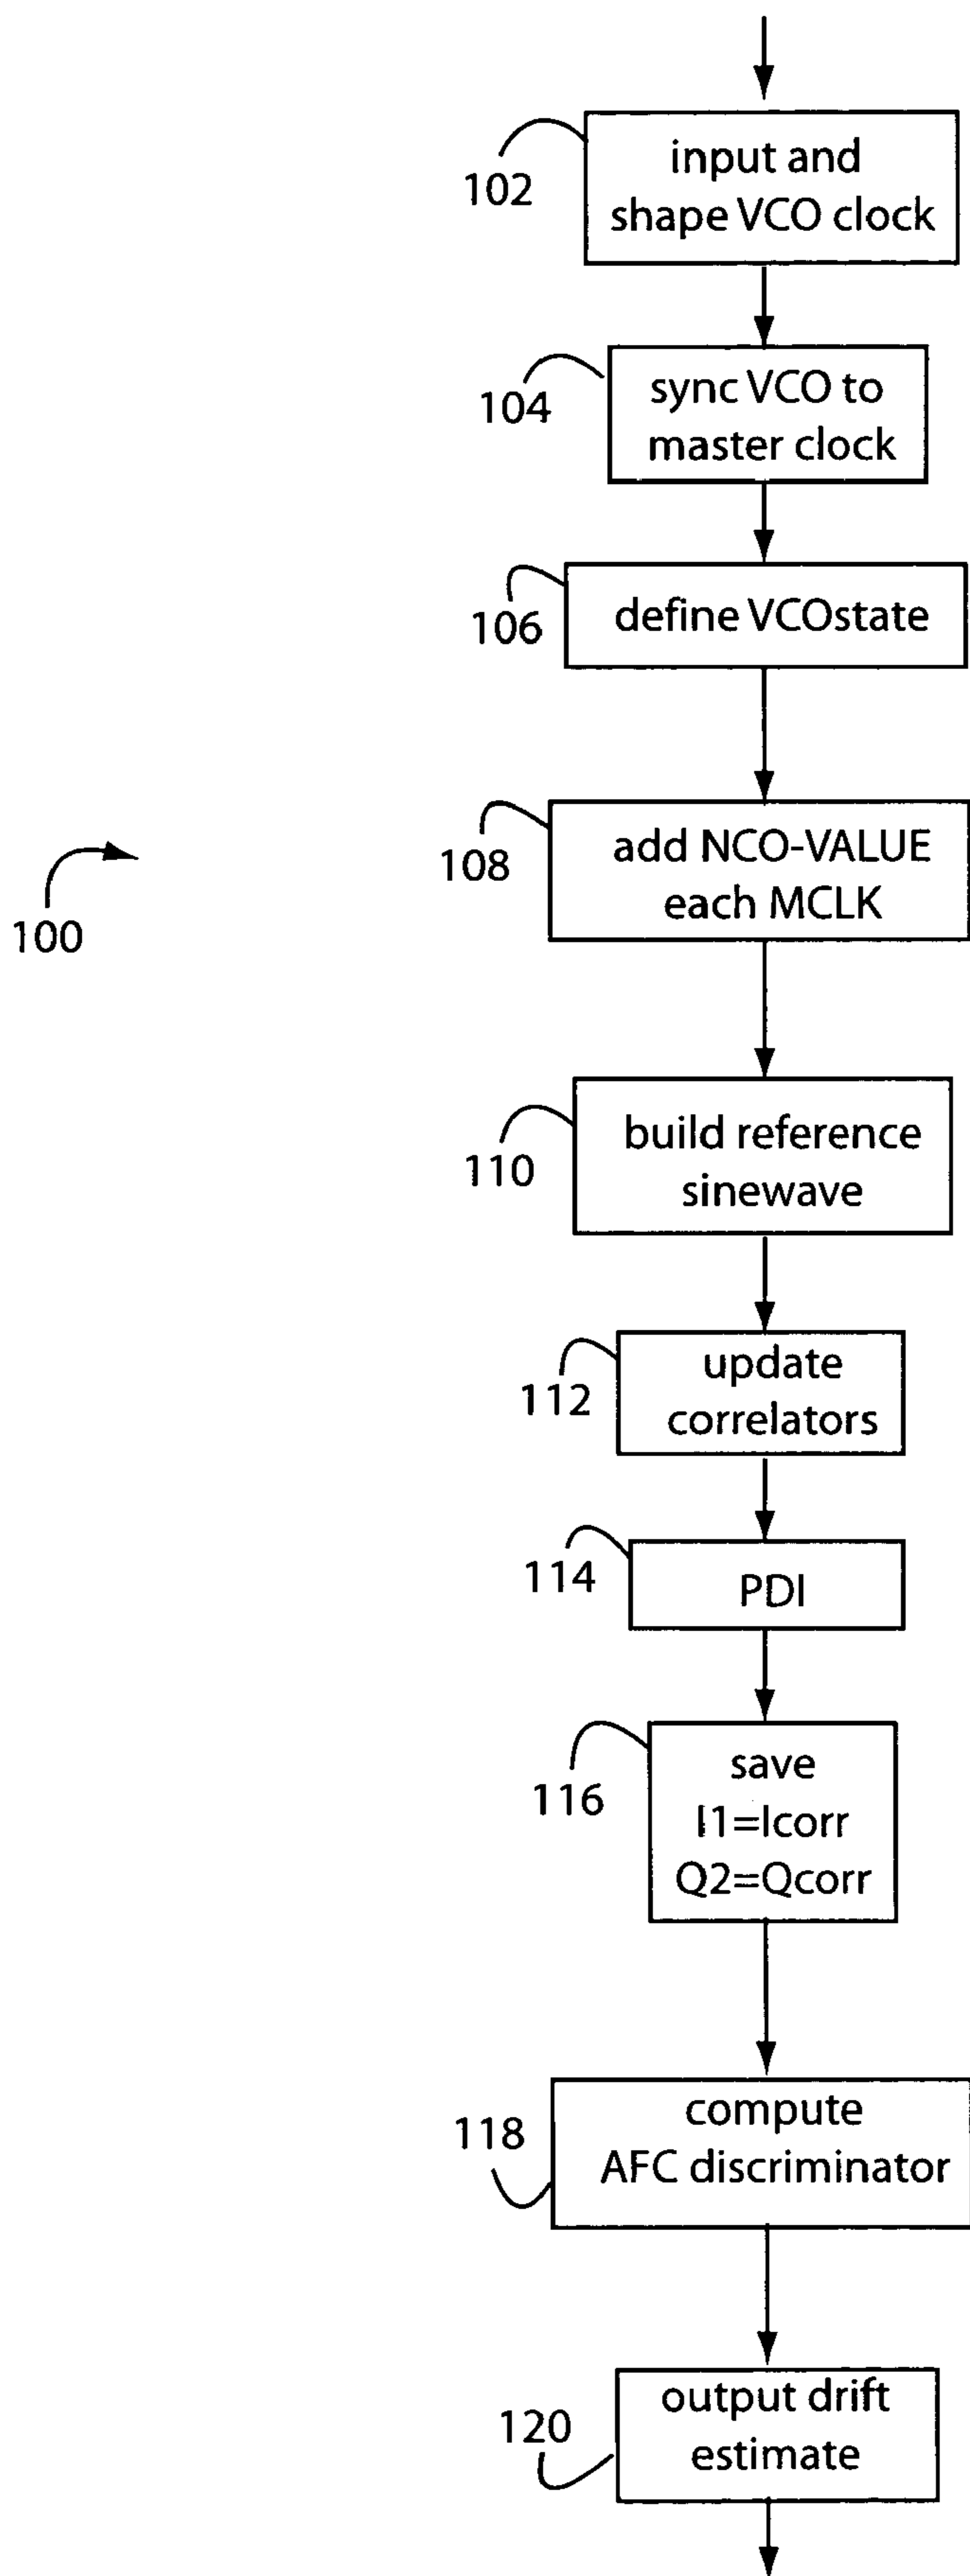 102
input and
shape VCO clock
104
sync VCO to
master clock
106
define VCOstate
108
add NCO-VALUE
each MCLK
100
110
build reference
sinewave
112
update
correlators
114
PDI
116
save
I1=Icorr
Q2=Qcorr
118
compute
AFC discriminator
120
output drift
estimate